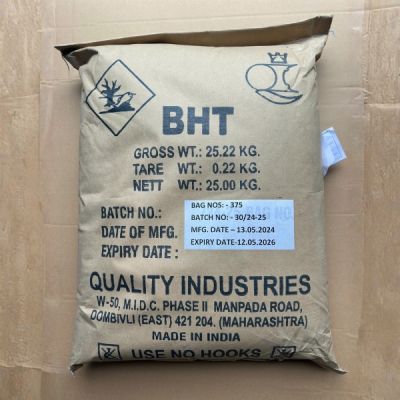 BHT
GROSS WT.: 25.22 KG.
TARE WT.: 0.22 KG.
NETT WT.: 25.00 KG.
BAG NOS: - 375
BATCH NO.: BATCH NO: - 30/24-25
DATE OF MFG. MFG. DATE – 13.05.2024
EXPIRY DATE : EXPIRY DATE-12.05.2026
QUALITY INDUSTRIES
W-50, M.I.D.C. PHASE II MANPADA ROAD,
DOMBIVLI (EAST) 421 204. (MAHARASHTRA)
MADE IN INDIA
USE NO HOOKS